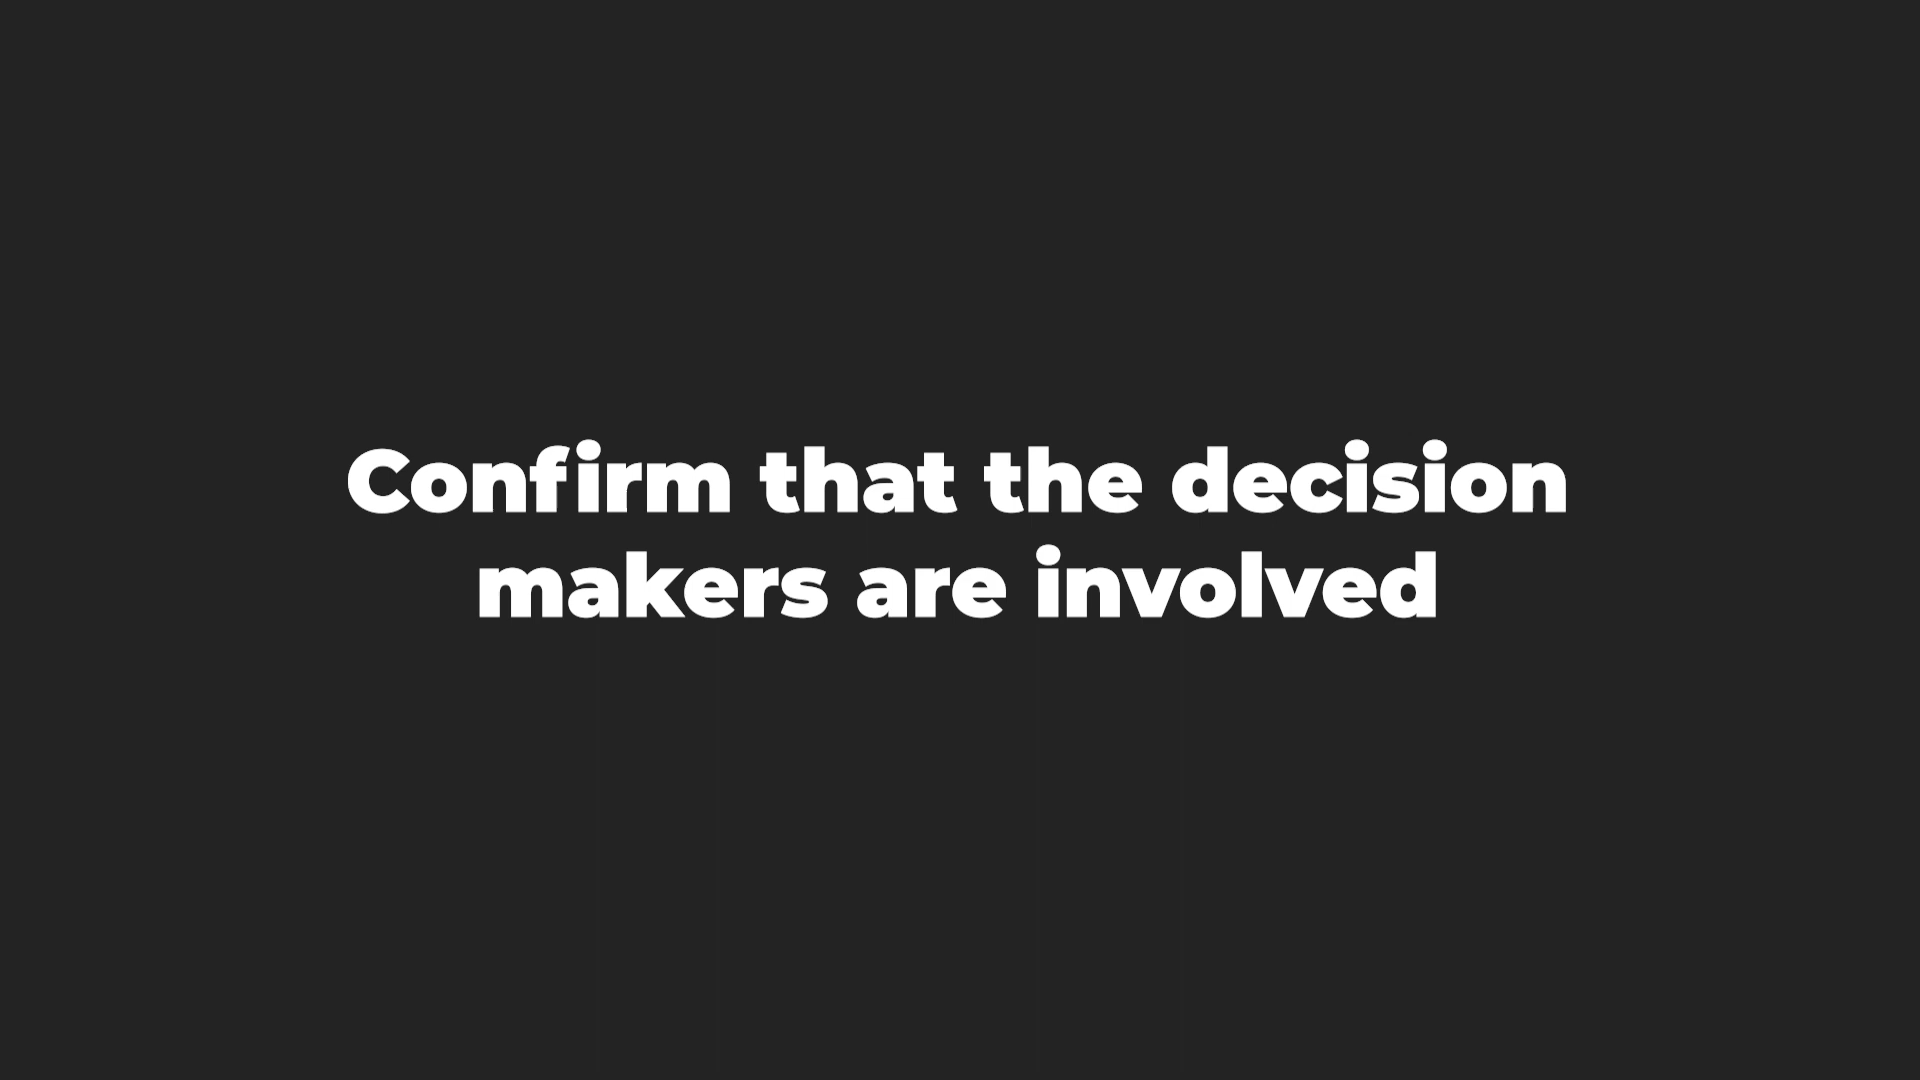 Confirm that the decision
makers are involved